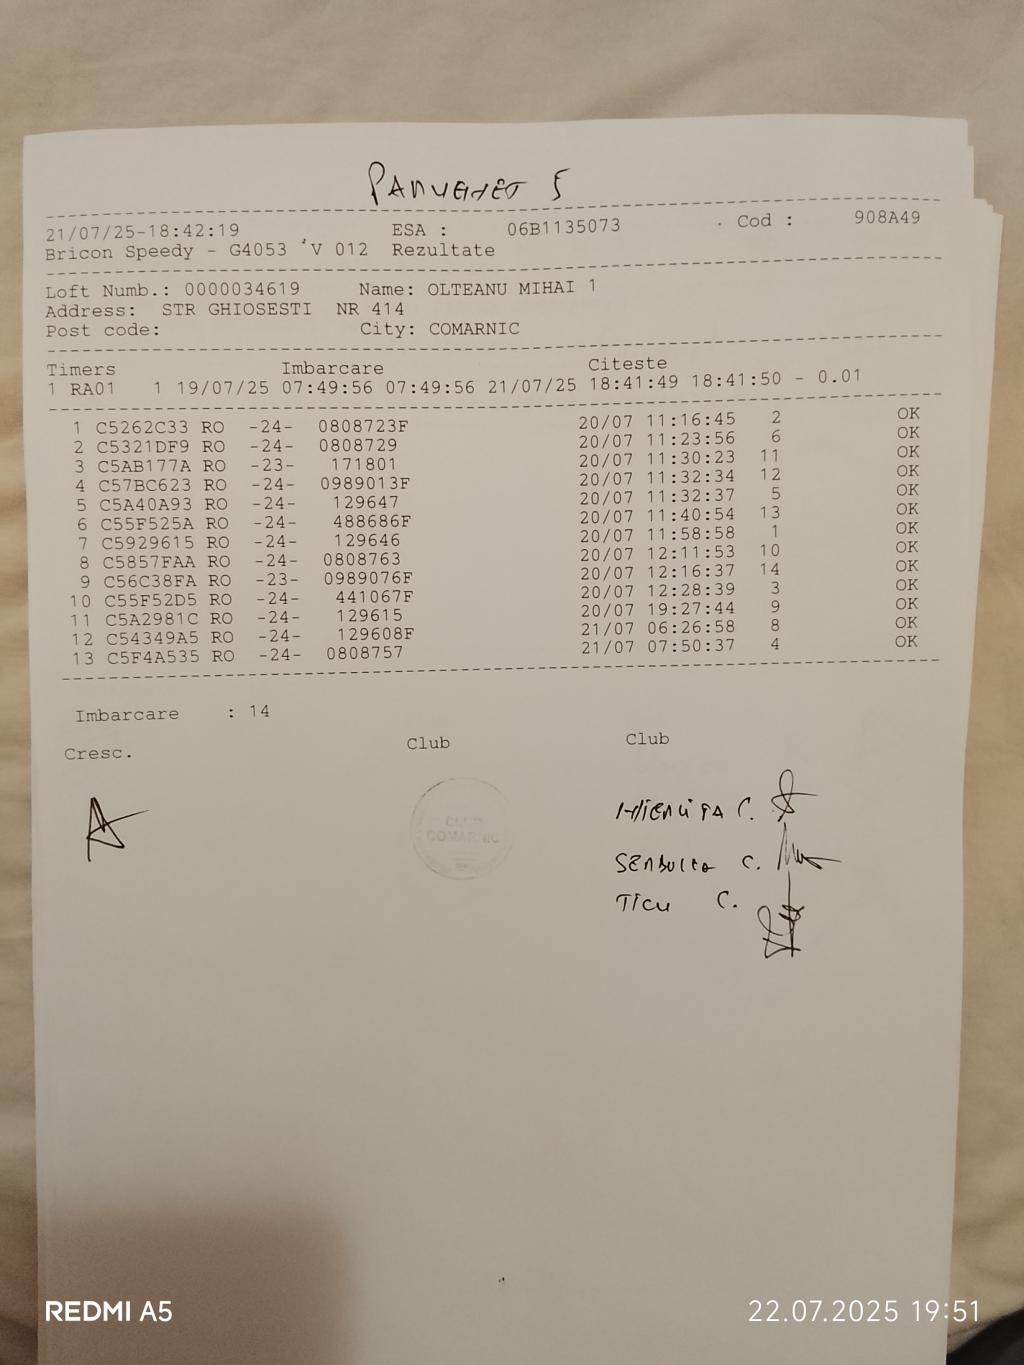 21/07/25-18:42:19 ESA : 06B1135073 Cod : 908A49
Bricon Speedy - G4053 'V 012 Rezultate
Loft Numb.: 0000034619 Name: OLTEANU MIHAI 1
Address: STR GHIOSESTI NR 414
Post code: City: COMARNIC
Timers Imbarcare Citeste
1 RA01 1 19/07/25 07:49:56 07:49:56 21/07/25 18:41:49 18:41:50 - 0.01
1 C5262C33 RO -24- 0808723F 20/07 11:16:45 2 OK
2 C5321DF9 RO -24- 0808729 20/07 11:23:56 6 OK
3 C5AB177A RO -23- 171801 20/07 11:30:23 11 OK
4 C57BC623 RO -24- 0989013F 20/07 11:32:34 12 OK
5 C5A40A93 RO -24- 129647 20/07 11:32:37 5 OK
6 C55F525A RO -24- 488686F 20/07 11:40:54 13 OK
7 C5929615 RO -24- 129646 20/07 11:58:58 1 OK
8 C5857FAA RO -24- 0808763 20/07 12:11:53 10 OK
9 C56C38FA RO -23- 0989076F 20/07 12:16:37 14 OK
10 C55F52D5 RO -24- 441067F 20/07 12:28:39 3 OK
11 C5A2981C RO -24- 129615 20/07 19:27:44 9 OK
12 C54349A5 RO -24- 129608F 21/07 06:26:58 8 OK
13 C5F4A535 RO -24- 0808757 21/07 07:50:37 4 OK
Imbarcare : 14
Cresc. Club Club
CLUB
COMARNIC
C.
C.
TICU C.
REDMI A5 22.07.2025 19:51